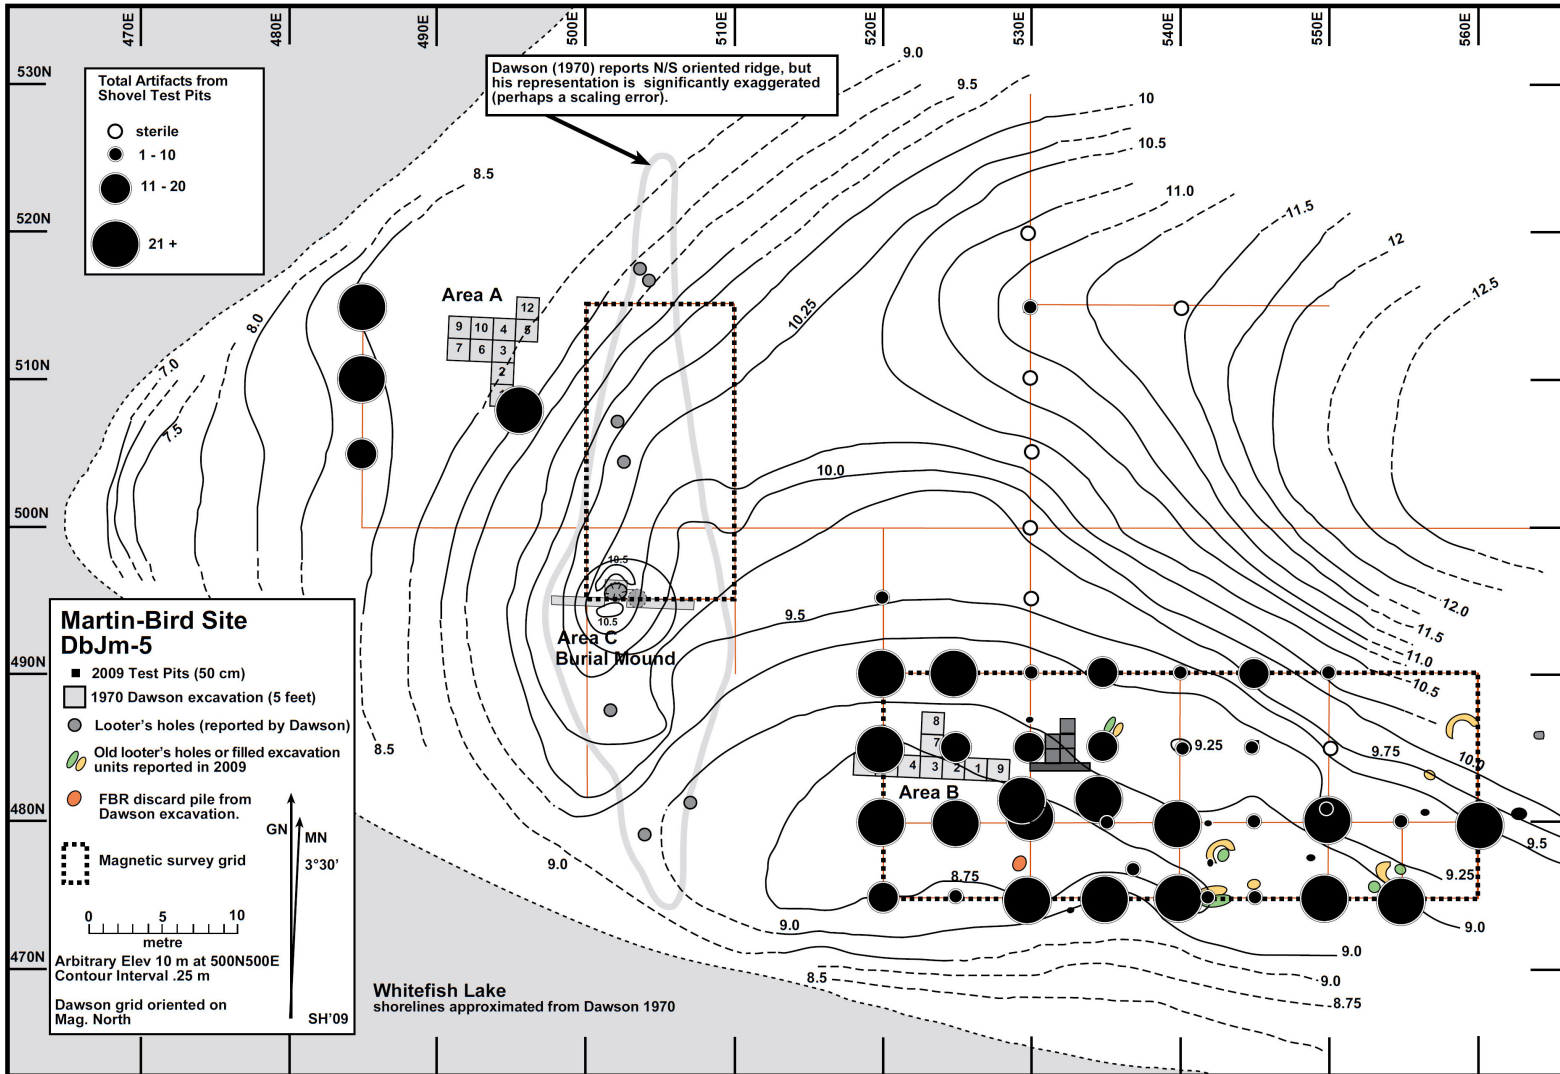 470E
480E
490E
500E
510E
520E
530E
540E
550E
560E
530N
520N
510N
500N
490N
480N
470N
Total Artifacts from
Shovel Test Pits
sterile
1 - 10
11 - 20
21 +
Dawson (1970) reports N/S oriented ridge, but
his representation is significantly exaggerated
(perhaps a scaling error).
9.0
9.5
10
10.5
11.0
11.5
12
12.5
8.5
8.0
7.0
7.5
10.25
10.0
Area A
12
9 10 4 5
7 6 3
2
10.5
10.5
Area C
Burial Mound
9.5
12.0
11.5
11.0
10.5
10.0
9.75
9.25
9.5
9.25
9.0
8
7
4 3 2 1 9
Area B
8.75
9.0
9.0
9.0
8.75
8.5
9.0
8.5
Martin-Bird Site
DbJm-5
2009 Test Pits (50 cm)
1970 Dawson excavation (5 feet)
Looter's holes (reported by Dawson)
Old looter's holes or filled excavation
units reported in 2009
FBR discard pile from
Dawson excavation.
GN
MN
3°30'
Magnetic survey grid
0 5 10
metre
Arbitrary Elev 10 m at 500N500E
Contour Interval .25 m
Dawson grid oriented on
Mag. North
SH'09
Whitefish Lake
shorelines approximated from Dawson 1970